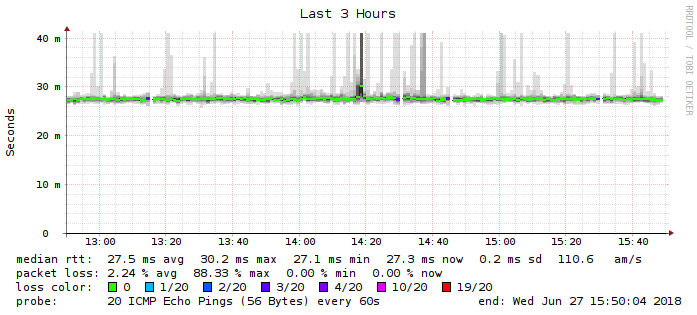 Last 3 Hours
RRDTOOL / TOBI OETIKER
Seconds
40 m
30 m
20 m
10 m
0
13:00 13:20 13:40 14:00 14:20 14:40 15:00 15:20 15:40
median rtt: 27.5 ms avg 30.2 ms max 27.1 ms min 27.3 ms now 0.2 ms sd 110.6 am/s
packet loss: 2.24 % avg 88.33 % max 0.00 % min 0.00 % now
loss color: 0 1/20 2/20 3/20 4/20 10/20 19/20
probe: 20 ICMP Echo Pings (56 Bytes) every 60s end: Wed Jun 27 15:50:04 2018